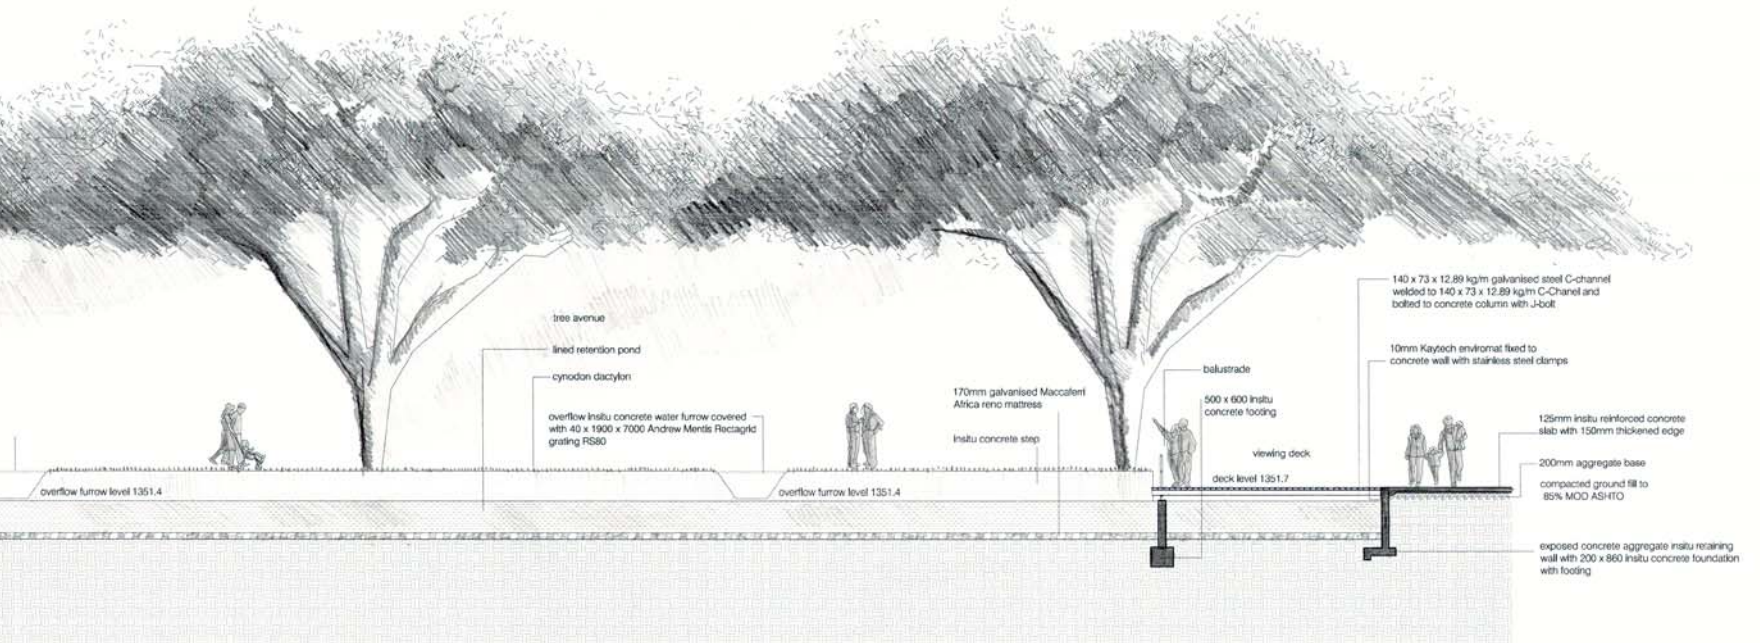 tree avenue
lined retention pond
cynodon dactylon
overflow insitu concrete water furrow covered
with 40 x 1900 x 7000 Andrew Mentis Rectagrid
grating RS80
170mm galvanised Maccaferri
Africa reno mattress
insitu concrete step
balustrade
500 x 600 insitu
concrete footing
viewing deck
deck level 1351.7
140 x 73 x 12.89 kg/m galvanised steel C-channel
welded to 140 x 73 x 12.89 kg/m C-Chanel and
bolted to concrete column with J-bolt
10mm Kaytech enviromat fixed to
concrete wall with stainless steel clamps
125mm insitu reinforced concrete
slab with 150mm thickened edge
200mm aggregate base
compacted ground fill to
85% MOD ASHTO
exposed concrete aggregate insitu retaining
wall with 200 x 860 insitu concrete foundation
with footing
overflow furrow level 1351.4
overflow furrow level 1351.4